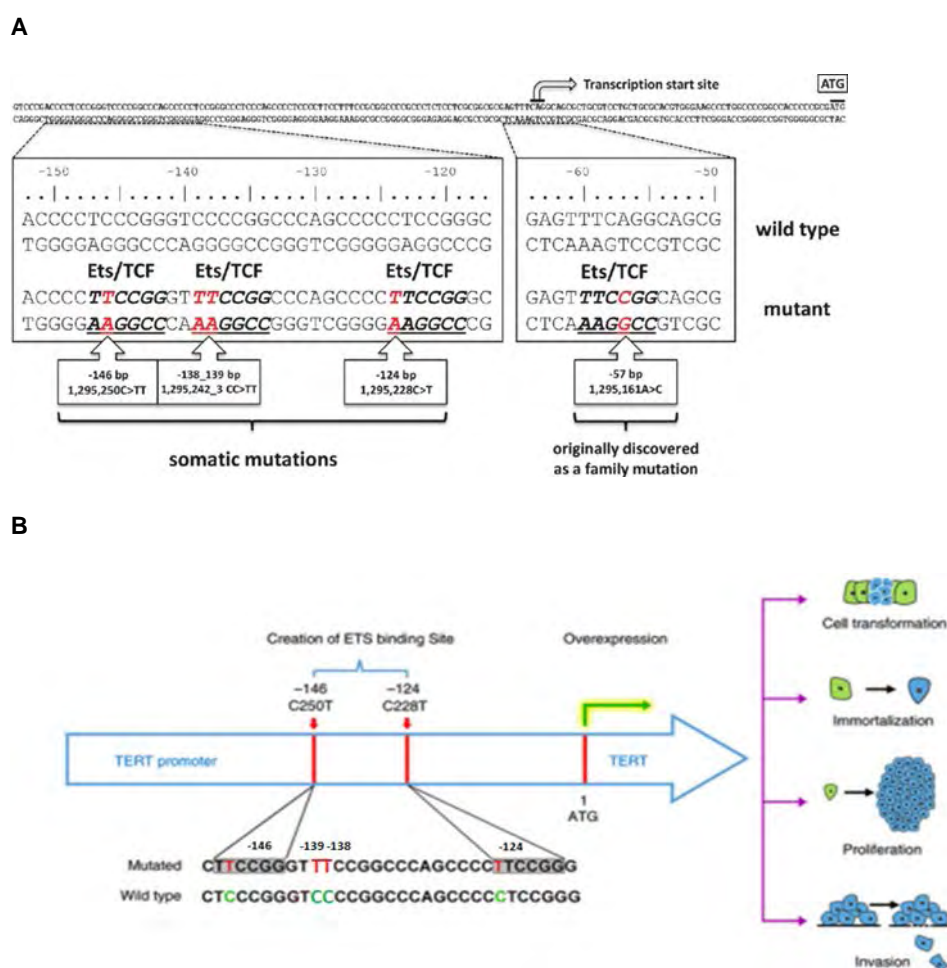 A
Transcription start site
ATG
-150 -140 -130 -120
-60 -50
ACCCCTCCCGGGTCCCCGGCCCAGCCCCCTCCGGGC
GAGTTTCAGGCAGCG
wild type
TGGGGAGGGCCCAGGGGCCGGGTCGGGGGAGGCCCG
CTCAAAGTCCGTCGC
Ets/TCF Ets/TCF Ets/TCF
Ets/TCF
ACCCCTTCCGGGTTTCCGGCCCAGCCCCTTCCGGGC
GAGTTTCCGGCAGCG
mutant
TGGGGAAGGCCCAAAGGCCGGGTCGGGGAAGGCCCG
CTCAAAGGCCGTCGC
-146 bp
1,295,250C>TT
-138_139 bp
1,295,242_3 CC>TT
-124 bp
1,295,228C>T
-57 bp
1,295,161A>C
somatic mutations
originally discovered
as a family mutation
B
Creation of ETS binding Site
Overexpression
−146
C250T
−124
C228T
TERT promoter
TERT
1
ATG
-146 -139 -138 -124
Mutated CTTCCGGGTTTCCGGCCCAGCCCCTTCCGGG
Wild type CTCCCGGGTCCCCGGCCCAGCCCCCTCCGGG
Cell transformation
Immortalization
Proliferation
Invasion